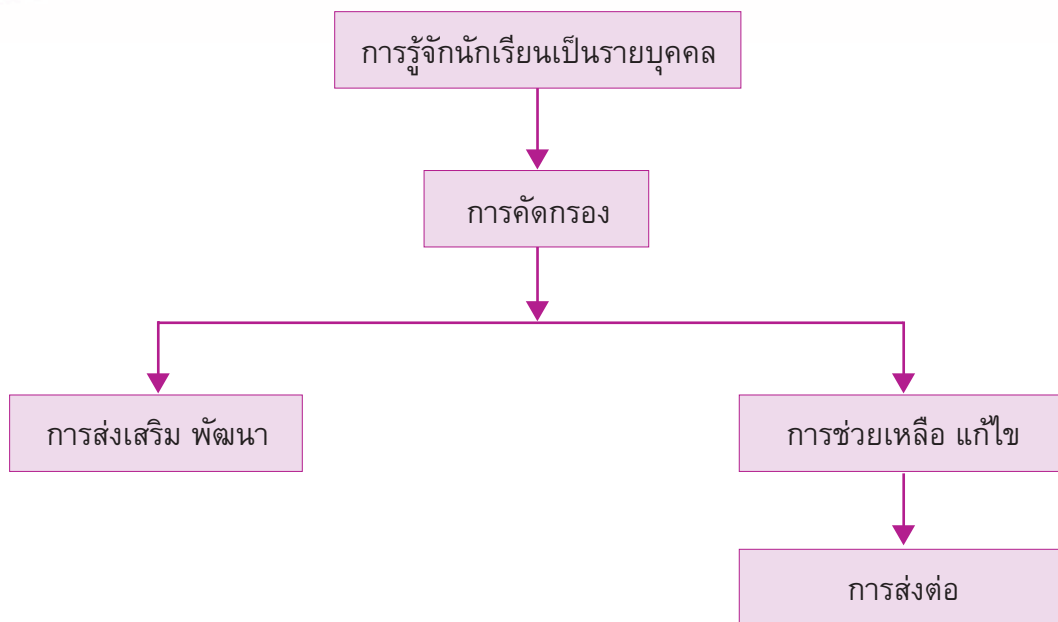 การรู้จักนักเรียนเป็นรายบุคคล
การคัดกรอง
การส่งเสริม พัฒนา
การช่วยเหลือ แก้ไข
การส่งต่อ